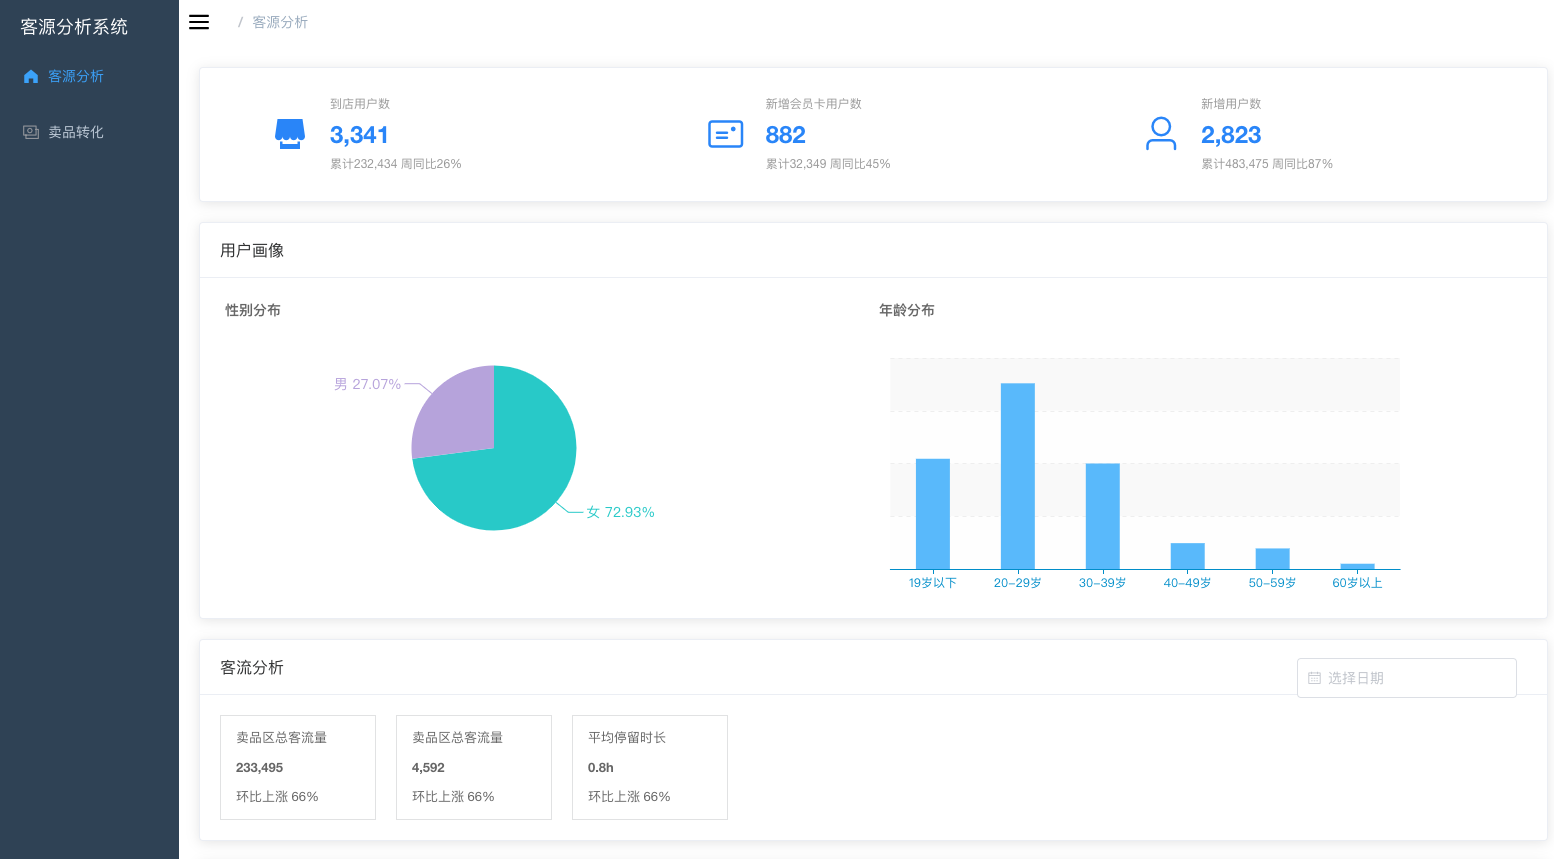 客源分析系统
客源分析
卖品转化
/ 客源分析
到店用户数
3,341
累计232,434 周同比26%
新增会员卡用户数
882
累计32,349 周同比45%
新增用户数
2,823
累计483,475 周同比87%
用户画像
性别分布
男 27.07%
女 72.93%
年龄分布
19岁以下 20-29岁 30-39岁 40-49岁 50-59岁 60岁以上
客流分析
选择日期
卖品区总客流量
233,495
环比上涨 66%
卖品区总客流量
4,592
环比上涨 66%
平均停留时长
0.8h
环比上涨 66%